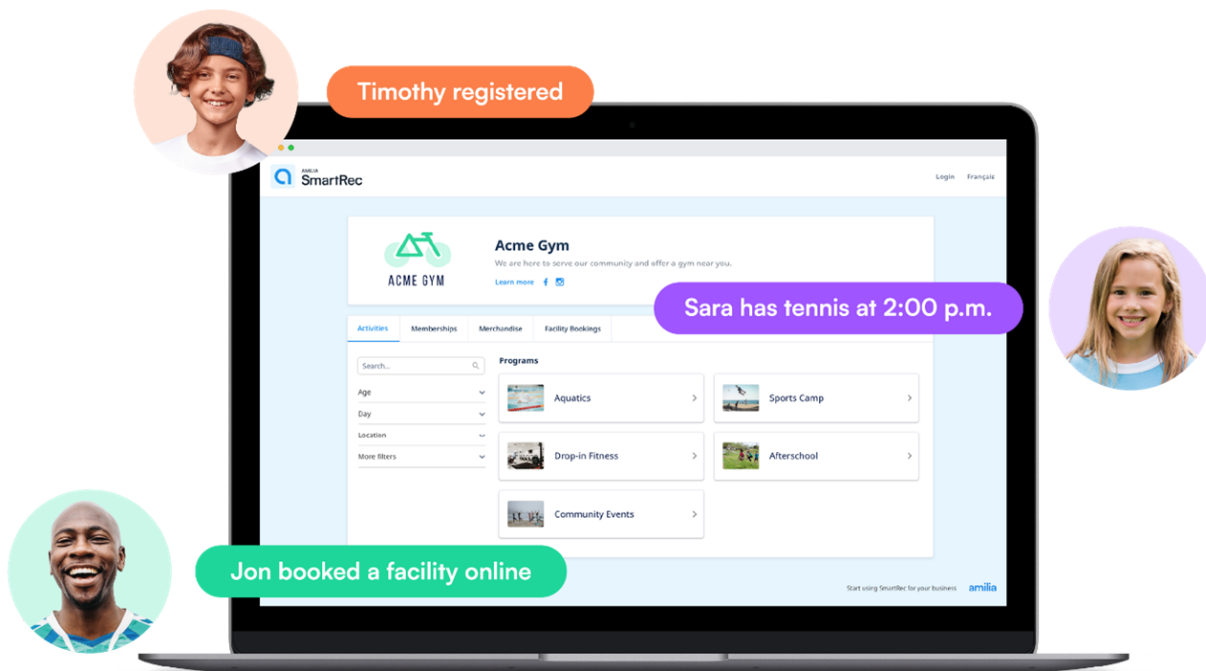 Timothy registered
AMILIA
SmartRec
Login Français
Acme Gym
We are here to serve our community and offer a gym near you.
Learn more
ACME GYM
Sara has tennis at 2:00 p.m.
Activities Memberships Merchandise Facility Bookings
Search...
Programs
Age
Day
Location
More filters
Aquatics
Sports Camp
Drop-in Fitness
Afterschool
Community Events
Jon booked a facility online
Start using SmartRec for your business amilia